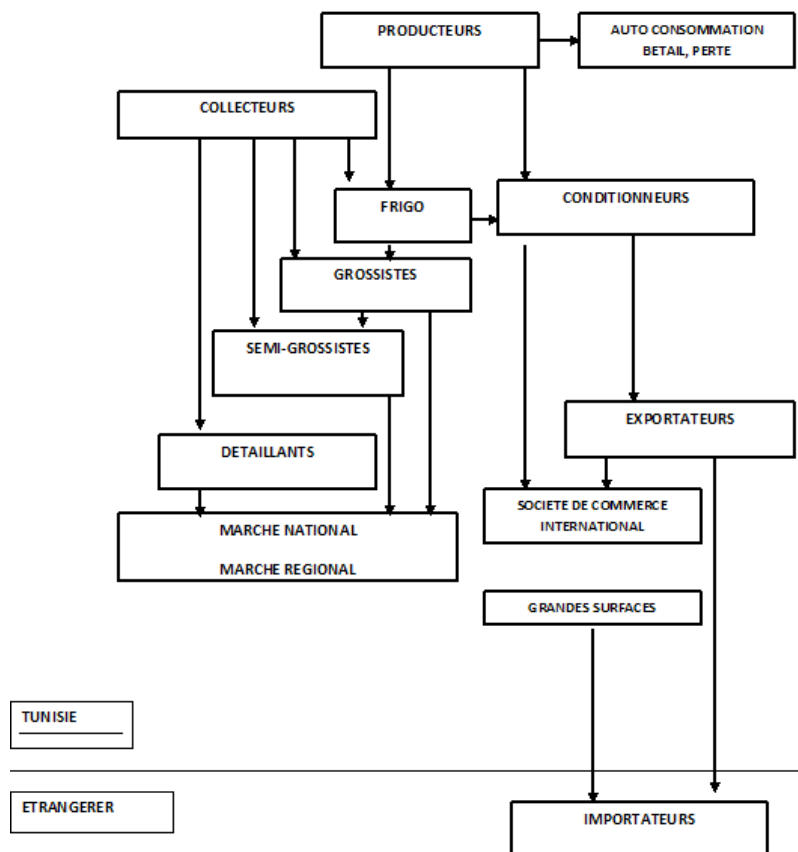 PRODUCTEURS
AUTO CONSOMMATION
BETAIL, PERTE
COLLECTEURS
FRIGO
CONDITIONNEURS
GROSSISTES
SEMI-GROSSISTES
EXPORTATEURS
DETAILLANTS
SOCIETE DE COMMERCE
INTERNATIONAL
MARCHE NATIONAL
MARCHE REGIONAL
GRANDES SURFACES
TUNISIE
ETRANGERER
IMPORTATEURS